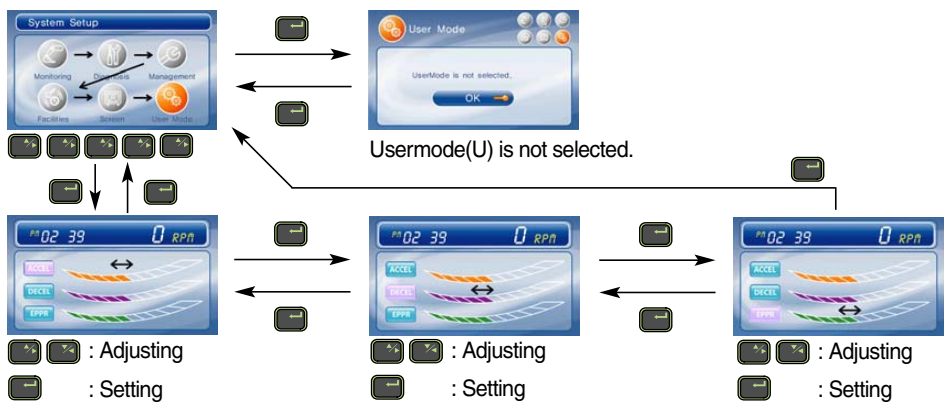 System Setup
Monitoring Diagnosis Management
Facilities Screen User Mode
User Mode
UserMode is not selected.
OK
Usermode(U) is not selected.
PM 02 39 0 RPM
ACCEL
DECEL
EPPR
: Adjusting
: Setting
PM 02 39 0 RPM
ACCEL
DECEL
EPPR
: Adjusting
: Setting
PM 02 39 0 RPM
ACCEL
DECEL
EPPR
: Adjusting
: Setting